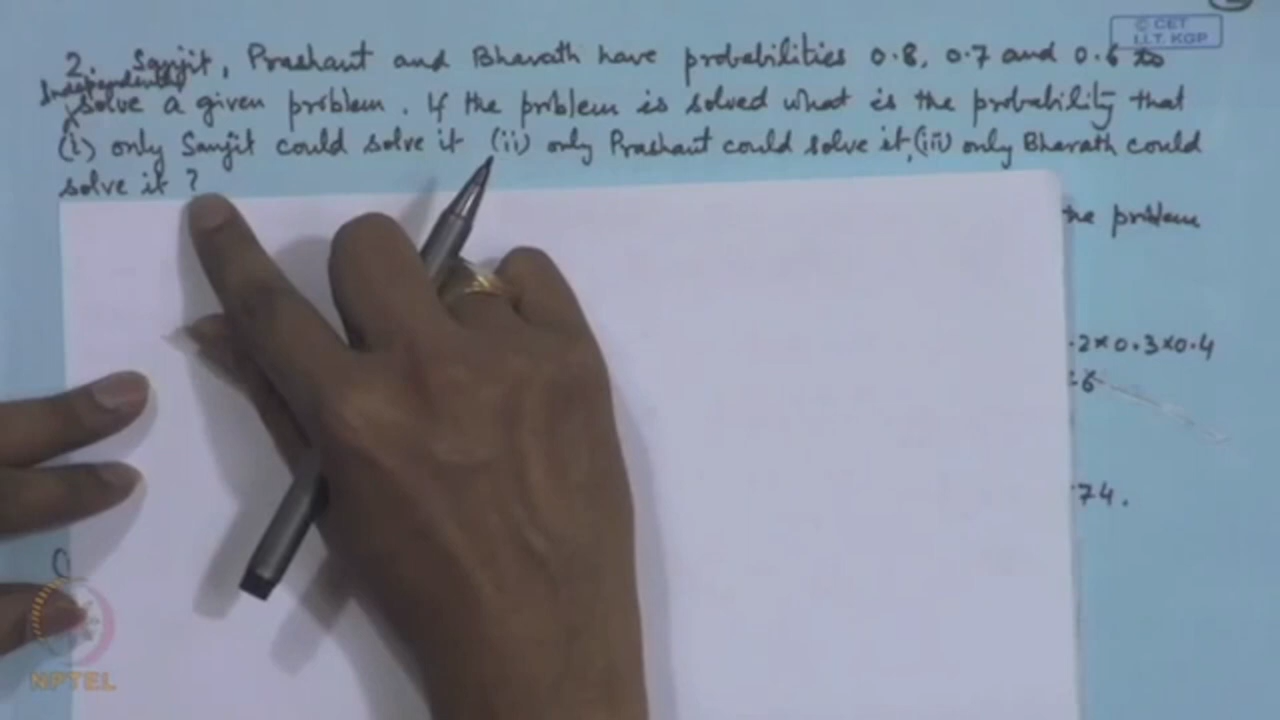 © CET
I.I.T. KGP
2. Sanjit, Prashant and Bharath have probabilities 0.8, 0.7 and 0.6 to
Independently
solve a given problem. If the problem is solved what is the probability that
(i) only Sanjit could solve it (ii) only Prashant could solve it, (iii) only Bharath could
solve it ?
the problem
.2×0.3×0.4
6
74.
NPTEL